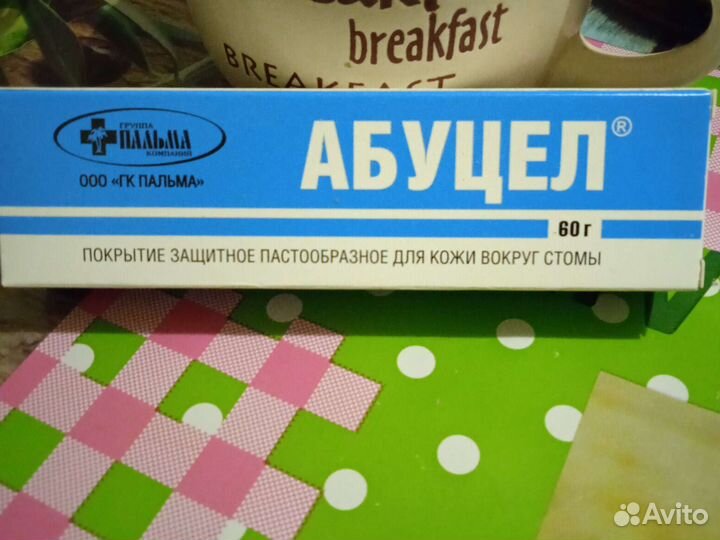 breakfast
BREAKFAST
ГРУППА
ПАЛЬМА
КОМПАНИЙ
ООО «ГК ПАЛЬМА»
АБУЦЕЛ®
60 г
ПОКРЫТИЕ ЗАЩИТНОЕ ПАСТООБРАЗНОЕ ДЛЯ КОЖИ ВОКРУГ СТОМЫ
Avito